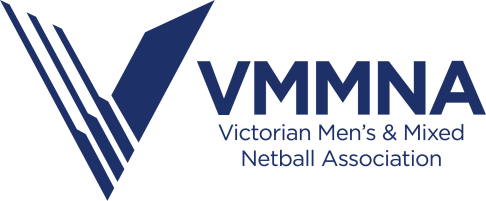 VMMNA
Victorian Men's & Mixed
Netball Association